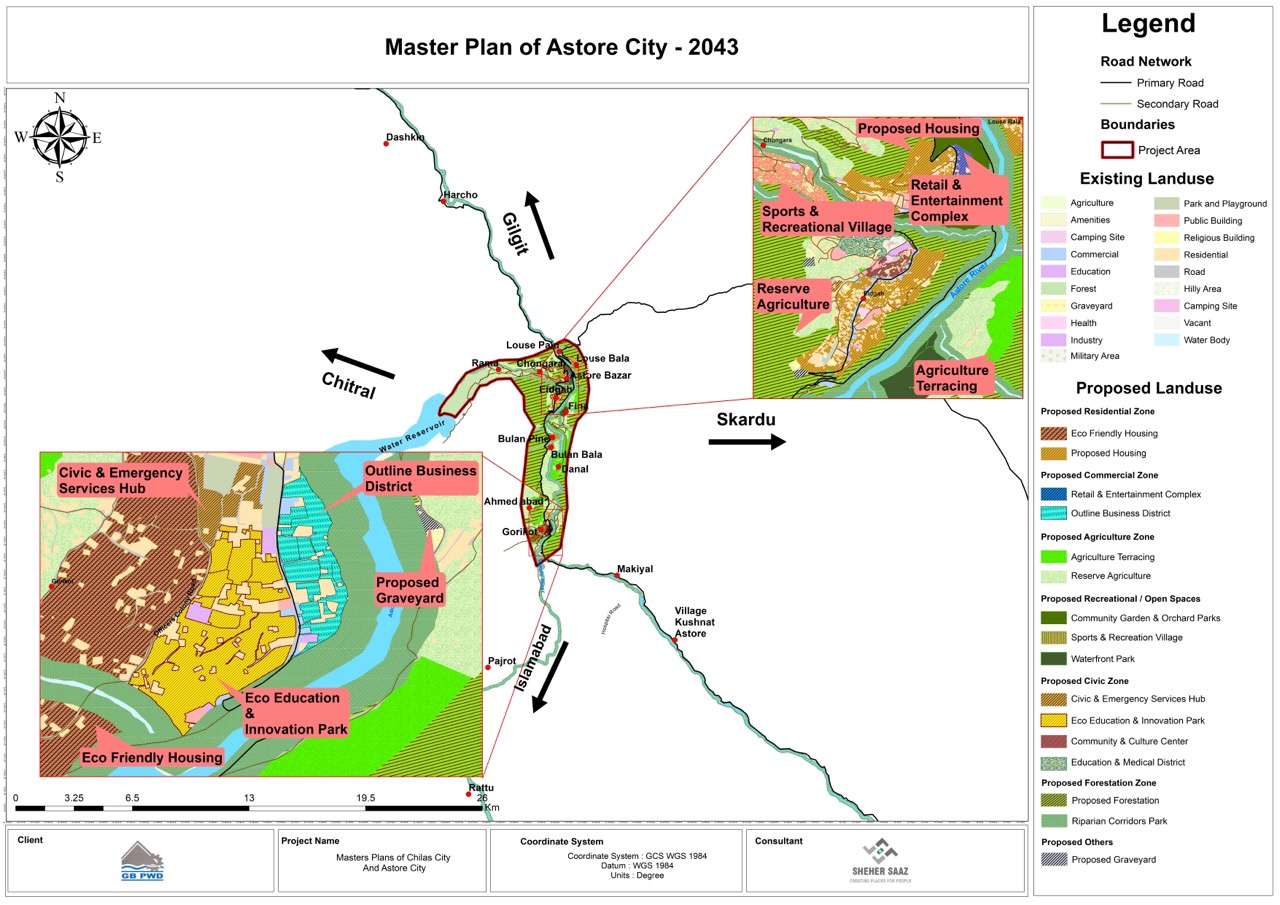 Master Plan of Astore City - 2043
N
W
E
S
Dashkin
Harcho
Gilgit
Chitral
Skardu
Islamabad
Louse Pain
Rama
Chongara
Louse Bala
Astore Bazar
Eidgah
Fina
Bulan Pine
Bulan Bala
Danal
Ahmed abad
Gorikot
Water Reservoir
Makiyal
Hospital Road
Village
Kushnat
Astore
Pajrot
Rattu
Louse Bala
Chongara
Proposed Housing
Retail &
Entertainment
Complex
Sports &
Recreational Village
Reserve
Agriculture
Eidgah
Astore River
Agriculture
Terracing
Civic & Emergency
Services Hub
Outline Business
District
Gorikot
Officers Colony Road
Proposed
Graveyard
Eco Education
&
Innovation Park
Eco Friendly Housing
0
3.25
6.5
13
19.5
26
Km
Client
GB PWD
Project Name
Masters Plans of Chilas City
And Astore City
Coordinate System
Coordinate System : GCS WGS 1984
Datum : WGS 1984
Units : Degree
Consultant
SHEHER SAAZ
CREATING PLACES FOR PEOPLE
Legend
Road Network
Primary Road
Secondary Road
Boundaries
Project Area
Existing Landuse
Agriculture
Amenities
Camping Site
Commercial
Education
Forest
Graveyard
Health
Industry
Military Area
Park and Playground
Public Building
Religious Building
Residential
Road
Hilly Area
Camping Site
Vacant
Water Body
Proposed Landuse
Proposed Residential Zone
Eco Friendly Housing
Proposed Housing
Proposed Commercial Zone
Retail & Entertainment Complex
Outline Business District
Proposed Agriculture Zone
Agriculture Terracing
Reserve Agriculture
Proposed Recreational / Open Spaces
Community Garden & Orchard Parks
Sports & Recreation Village
Waterfront Park
Proposed Civic Zone
Civic & Emergency Services Hub
Eco Education & Innovation Park
Community & Culture Center
Education & Medical District
Proposed Forestation Zone
Proposed Forestation
Riparian Corridors Park
Proposed Others
Proposed Graveyard